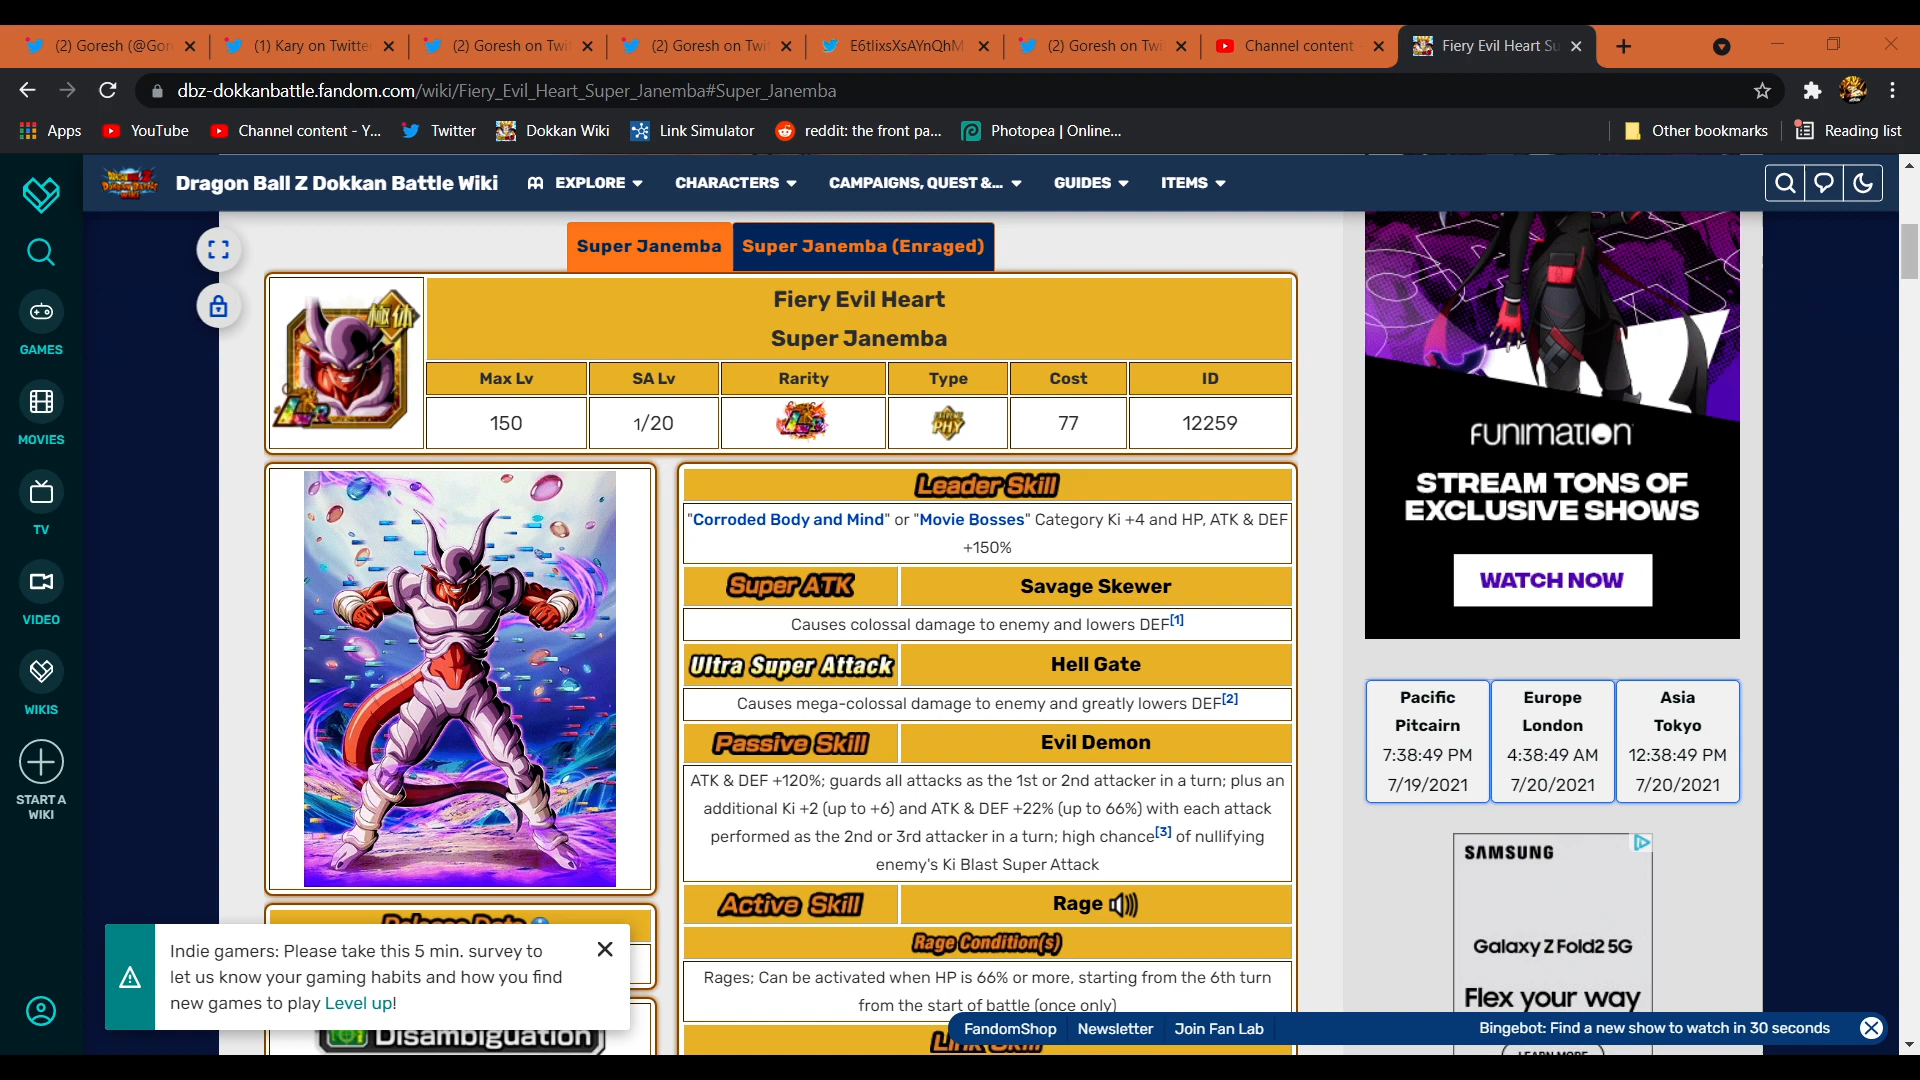 (2) Goresh (@Gor
(1) Kary on Twitte
(2) Goresh on Twi
(2) Goresh on Twi
E6tlixsXsAYnQhM
(2) Goresh on Twi
Channel content
Fiery Evil Heart Su
dbz-dokkanbattle.fandom.com/wiki/Fiery_Evil_Heart_Super_Janemba#Super_Janemba
Apps
YouTube
Channel content - Y...
Twitter
Dokkan Wiki
Link Simulator
reddit: the front pa...
Photopea | Online...
Other bookmarks
Reading list
Dragon Ball Z Dokkan Battle Wiki
EXPLORE
CHARACTERS
CAMPAIGNS, QUEST &...
GUIDES
ITEMS
GAMES
MOVIES
TV
VIDEO
WIKIS
START A
WIKI
Super Janemba
Super Janemba (Enraged)
極体
LR
Fiery Evil Heart
Super Janemba
Max Lv
SA Lv
Rarity
Type
Cost
ID
150
1/20
LR
PHY
77
12259
Leader Skill
"Corroded Body and Mind" or "Movie Bosses" Category Ki +4 and HP, ATK & DEF
+150%
Super ATK
Savage Skewer
Causes colossal damage to enemy and lowers DEF[1]
Ultra Super Attack
Hell Gate
Causes mega-colossal damage to enemy and greatly lowers DEF[2]
Passive Skill
Evil Demon
ATK & DEF +120%; guards all attacks as the 1st or 2nd attacker in a turn; plus an
additional Ki +2 (up to +6) and ATK & DEF +22% (up to 66%) with each attack
performed as the 2nd or 3rd attacker in a turn; high chance[3] of nullifying
enemy's Ki Blast Super Attack
Active Skill
Rage
Rage Condition(s)
Rages; Can be activated when HP is 66% or more, starting from the 6th turn
from the start of battle (once only)
Link Skill
Release Date
Disambiguation
Indie gamers: Please take this 5 min. survey to
let us know your gaming habits and how you find
new games to play Level up!
FUNIMATION
STREAM TONS OF
EXCLUSIVE SHOWS
WATCH NOW
Pacific
Pitcairn
7:38:49 PM
7/19/2021
Europe
London
4:38:49 AM
7/20/2021
Asia
Tokyo
12:38:49 PM
7/20/2021
SAMSUNG
Galaxy Z Fold2 5G
Flex your way
LEARN MORE
FandomShop
Newsletter
Join Fan Lab
Bingebot: Find a new show to watch in 30 seconds